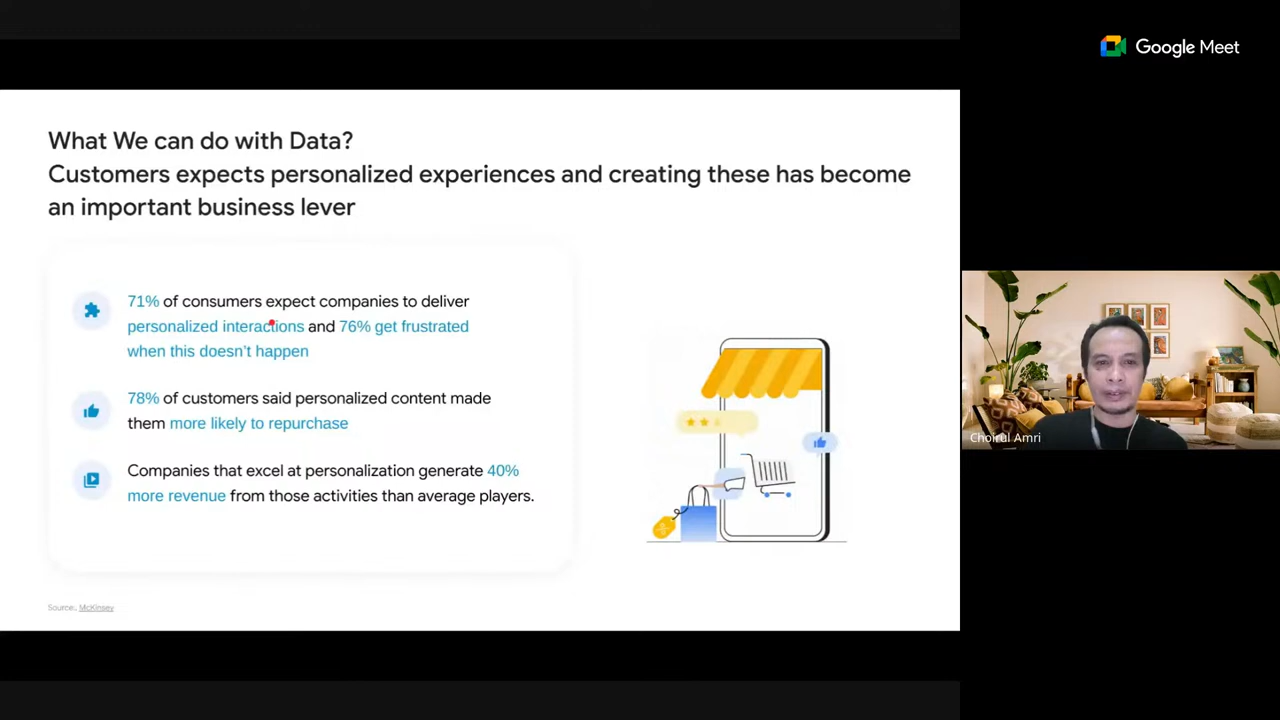 Google Meet
What We can do with Data?
Customers expects personalized experiences and creating these has become
an important business lever
71% of consumers expect companies to deliver
personalized interactions and 76% get frustrated
when this doesn't happen
78% of customers said personalized content made
them more likely to repurchase
Companies that excel at personalization generate 40%
more revenue from those activities than average players.
Source:. McKinsey
Choirul Amri